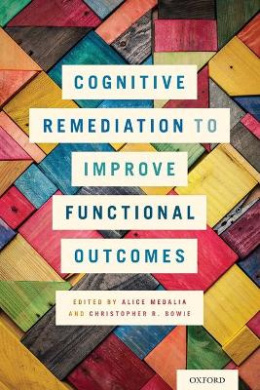 COGNITIVE
REMEDIATION TO
IMPROVE
FUNCTIONAL
OUTCOMES
EDITED BY ALICE MEDALIA
AND CHRISTOPHER R. BOWIE
OXFORD